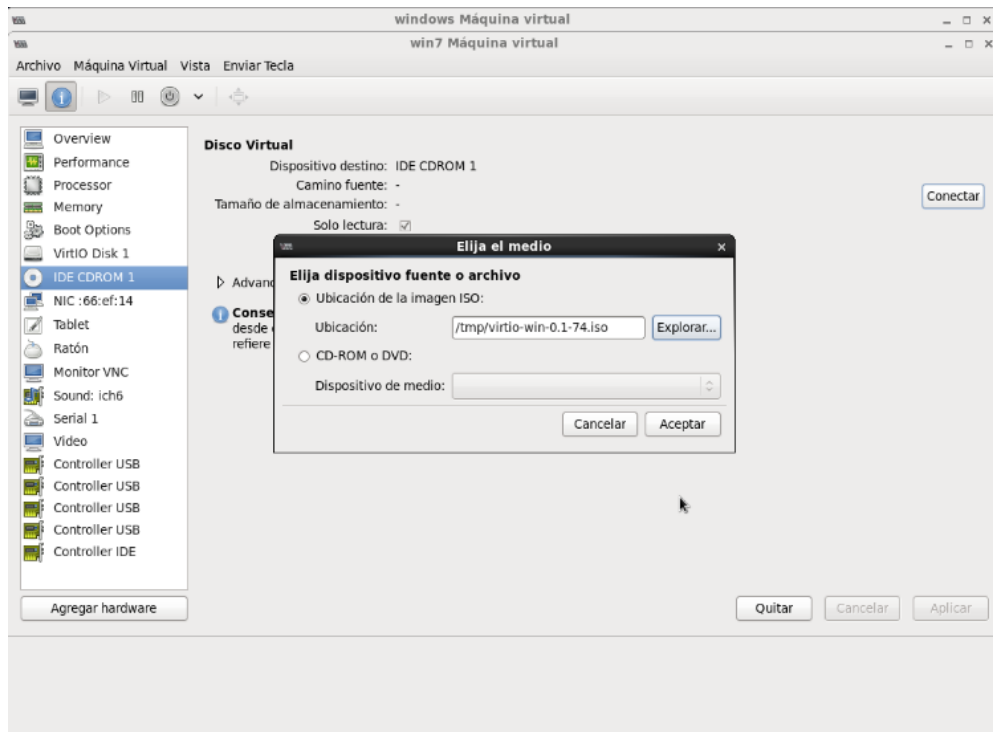 windows Máquina virtual
win7 Máquina virtual
Archivo Máquina Virtual Vista Enviar Tecla
Overview
Performance
Processor
Memory
Boot Options
VirtIO Disk 1
IDE CDROM 1
NIC :66:ef:14
Tablet
Ratón
Monitor VNC
Sound: ich6
Serial 1
Video
Controller USB
Controller USB
Controller USB
Controller USB
Controller IDE
Agregar hardware
Disco Virtual
Dispositivo destino: IDE CDROM 1
Camino fuente: -
Tamaño de almacenamiento: -
Solo lectura:
Conectar
Advanc
Conse
desde
refiere
Elija el medio
Elija dispositivo fuente o archivo
Ubicación de la imagen ISO:
Ubicación: /tmp/virtio-win-0.1-74.iso Explorar...
CD-ROM o DVD:
Dispositivo de medio:
Cancelar Aceptar
Quitar Cancelar Aplicar